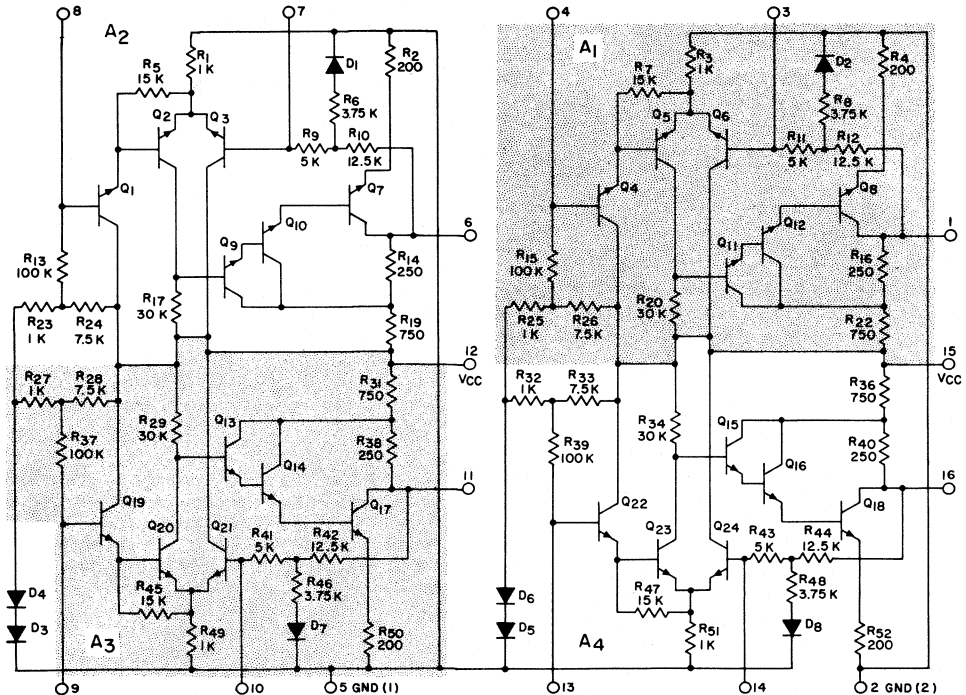 8
7
4
3
A2
A1
R1
1K
R2
200
R5
15 K
D1
R6
3.75 K
Q2
Q3
R9
5 K
R10
12.5 K
Q1
Q7
Q10
Q9
6
R13
100 K
R14
250
R17
30 K
R23
1 K
R24
7.5 K
R19
750
12
VCC
R3
1K
R4
200
R7
15K
D2
R8
3.75 K
Q5
Q6
R11
5 K
R12
12.5 K
Q4
Q8
Q12
Q11
1
R15
100K
R16
250
R20
30 K
R25
1 K
R26
7.5 K
R22
750
15
VCC
R27
1K
R28
7.5 K
R31
750
R29
30 K
Q13
R37
100K
R38
250
Q14
11
Q19
Q17
Q20
Q21
R41
5 K
R42
12.5K
R46
3.75K
R45
15 K
D4
D3
D7
A3
R49
1K
R50
200
9
10
5 GND (1)
R32
1K
R33
7.5K
R36
750
R34
30 K
Q15
R39
100K
R40
250
Q16
16
Q22
Q18
Q23
Q24
R43
5 K
R44
12.5K
R48
3.75 K
R47
15 K
D6
D5
D8
A4
R51
1K
R52
200
13
14
2 GND (2)